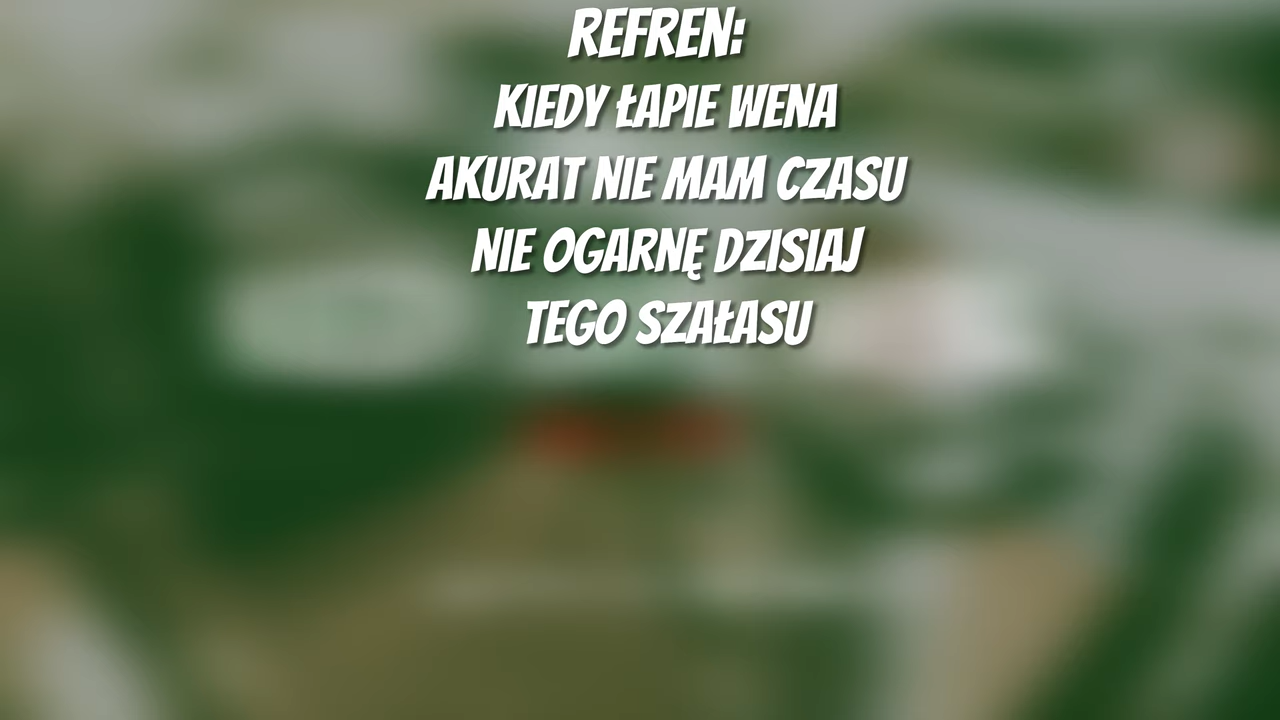 REFREN:
KIEDY ŁAPIE WENA
AKURAT NIE MAM CZASU
NIE OGARNĘ DZISIAJ
TEGO SZAŁASU